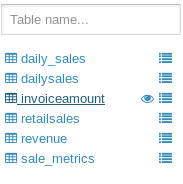 Table name...
daily_sales
dailysales
invoiceamount
retailsales
revenue
sale_metrics